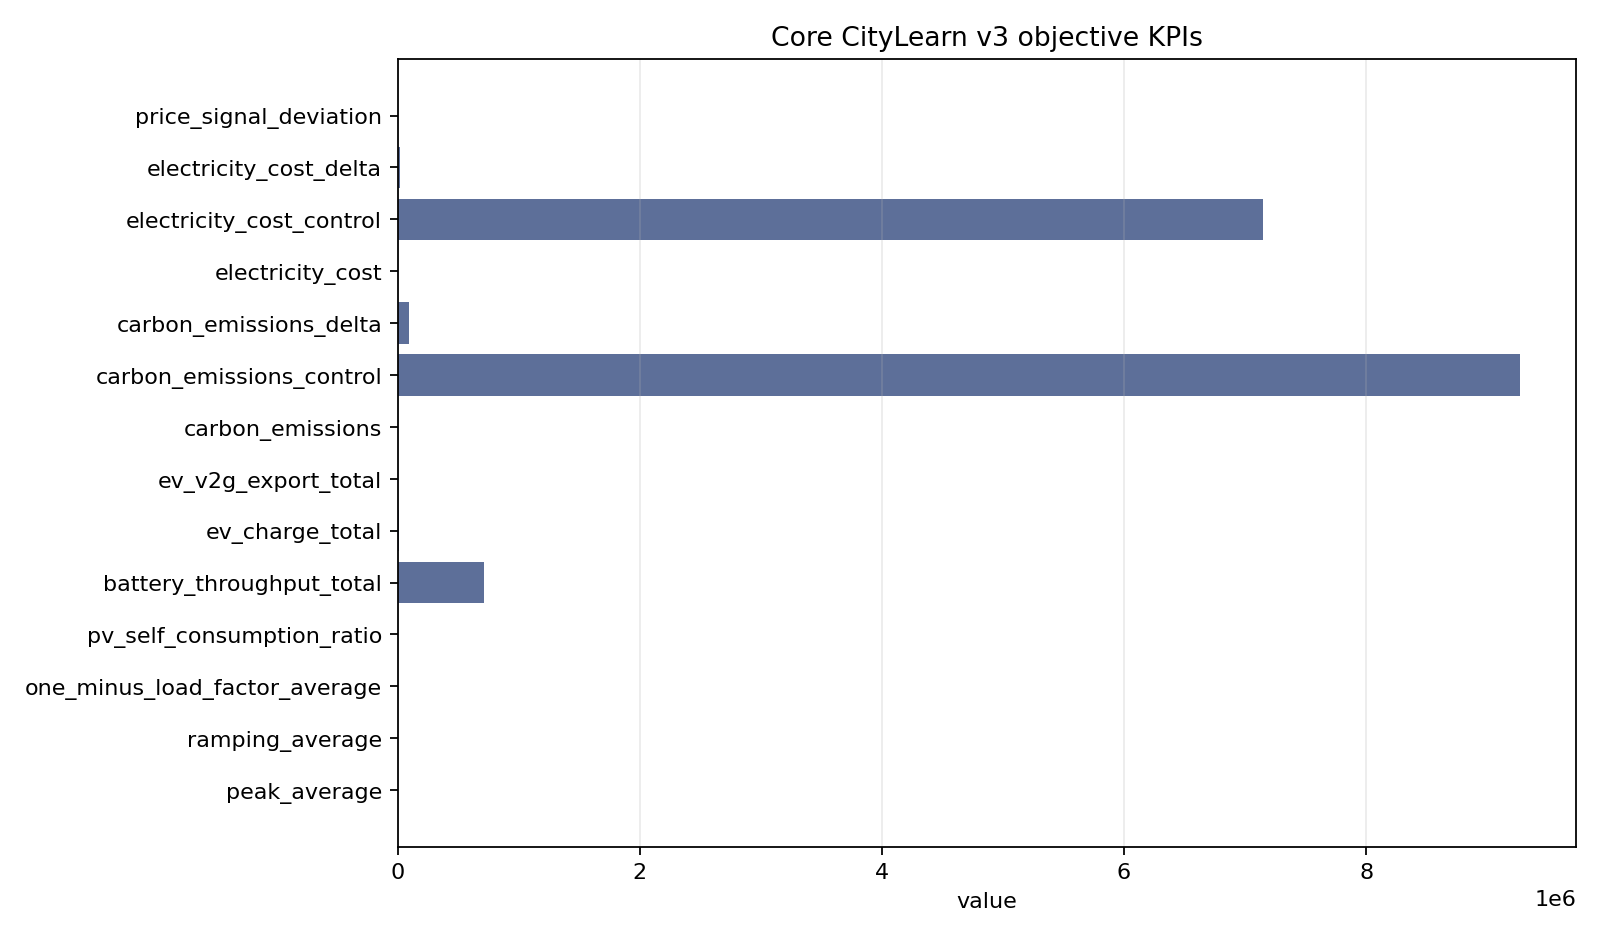 Core CityLearn v3 objective KPIs
price_signal_deviation
electricity_cost_delta
electricity_cost_control
electricity_cost
carbon_emissions_delta
carbon_emissions_control
carbon_emissions
ev_v2g_export_total
ev_charge_total
battery_throughput_total
pv_self_consumption_ratio
one_minus_load_factor_average
ramping_average
peak_average
0 2 4 6 8
value
1e6